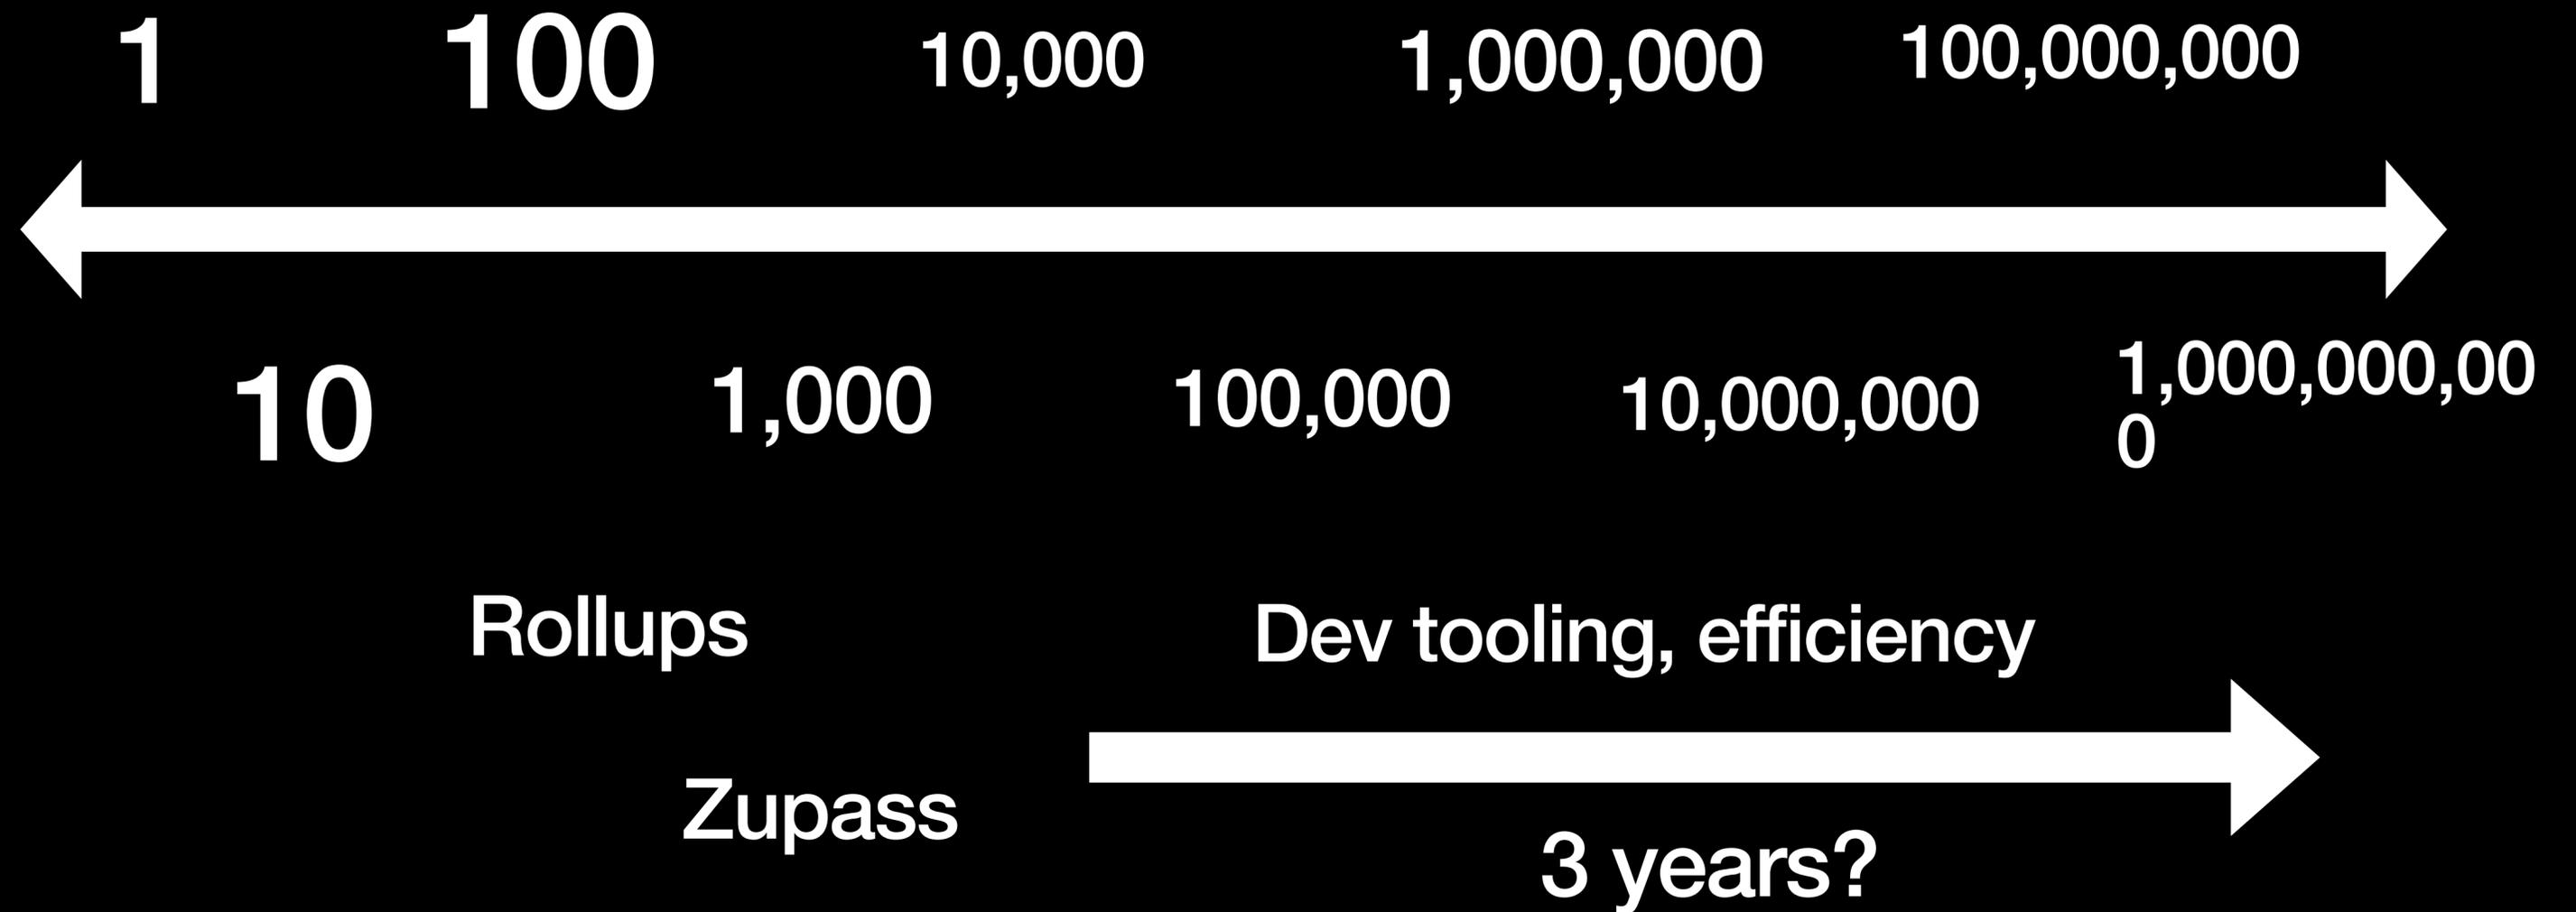 1 100 10,000 1,000,000 100,000,000
10 1,000 100,000 10,000,000 1,000,000,00
0
Rollups Dev tooling, efficiency
Zupass
3 years?